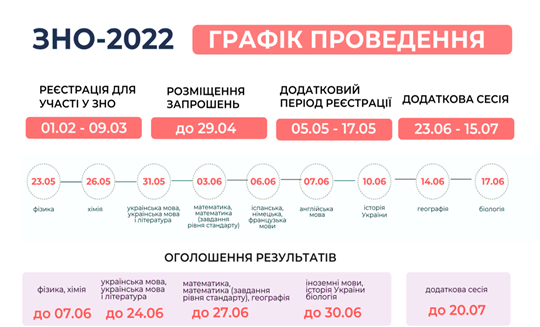 ЗНО-2022
ГРАФІК ПРОВЕДЕННЯ
РЕЄСТРАЦІЯ ДЛЯ
УЧАСТІ У ЗНО
01.02 - 09.03
РОЗМІЩЕННЯ
ЗАПРОШЕНЬ
до 29.04
ДОДАТКОВИЙ
ПЕРІОД РЕЄСТРАЦІЇ
05.05 - 17.05
ДОДАТКОВА СЕСІЯ
23.06 - 15.07
23.05
фізика
26.05
хімія
31.05
українська мова,
українська мова
і література
03.06
математика,
математика
(завдання
рівня стандарту)
06.06
іспанська,
німецька,
французька
мови
07.06
англійська
мова
10.06
історія
України
14.06
географія
17.06
біологія
ОГОЛОШЕННЯ РЕЗУЛЬТАТІВ
фізика, хімія
до 07.06
українська мова,
українська мова
і література
до 24.06
математика,
математика (завдання
рівня стандарту), географія
до 27.06
іноземні мови,
історія України
біологія
до 30.06
додаткова сесія
до 20.07